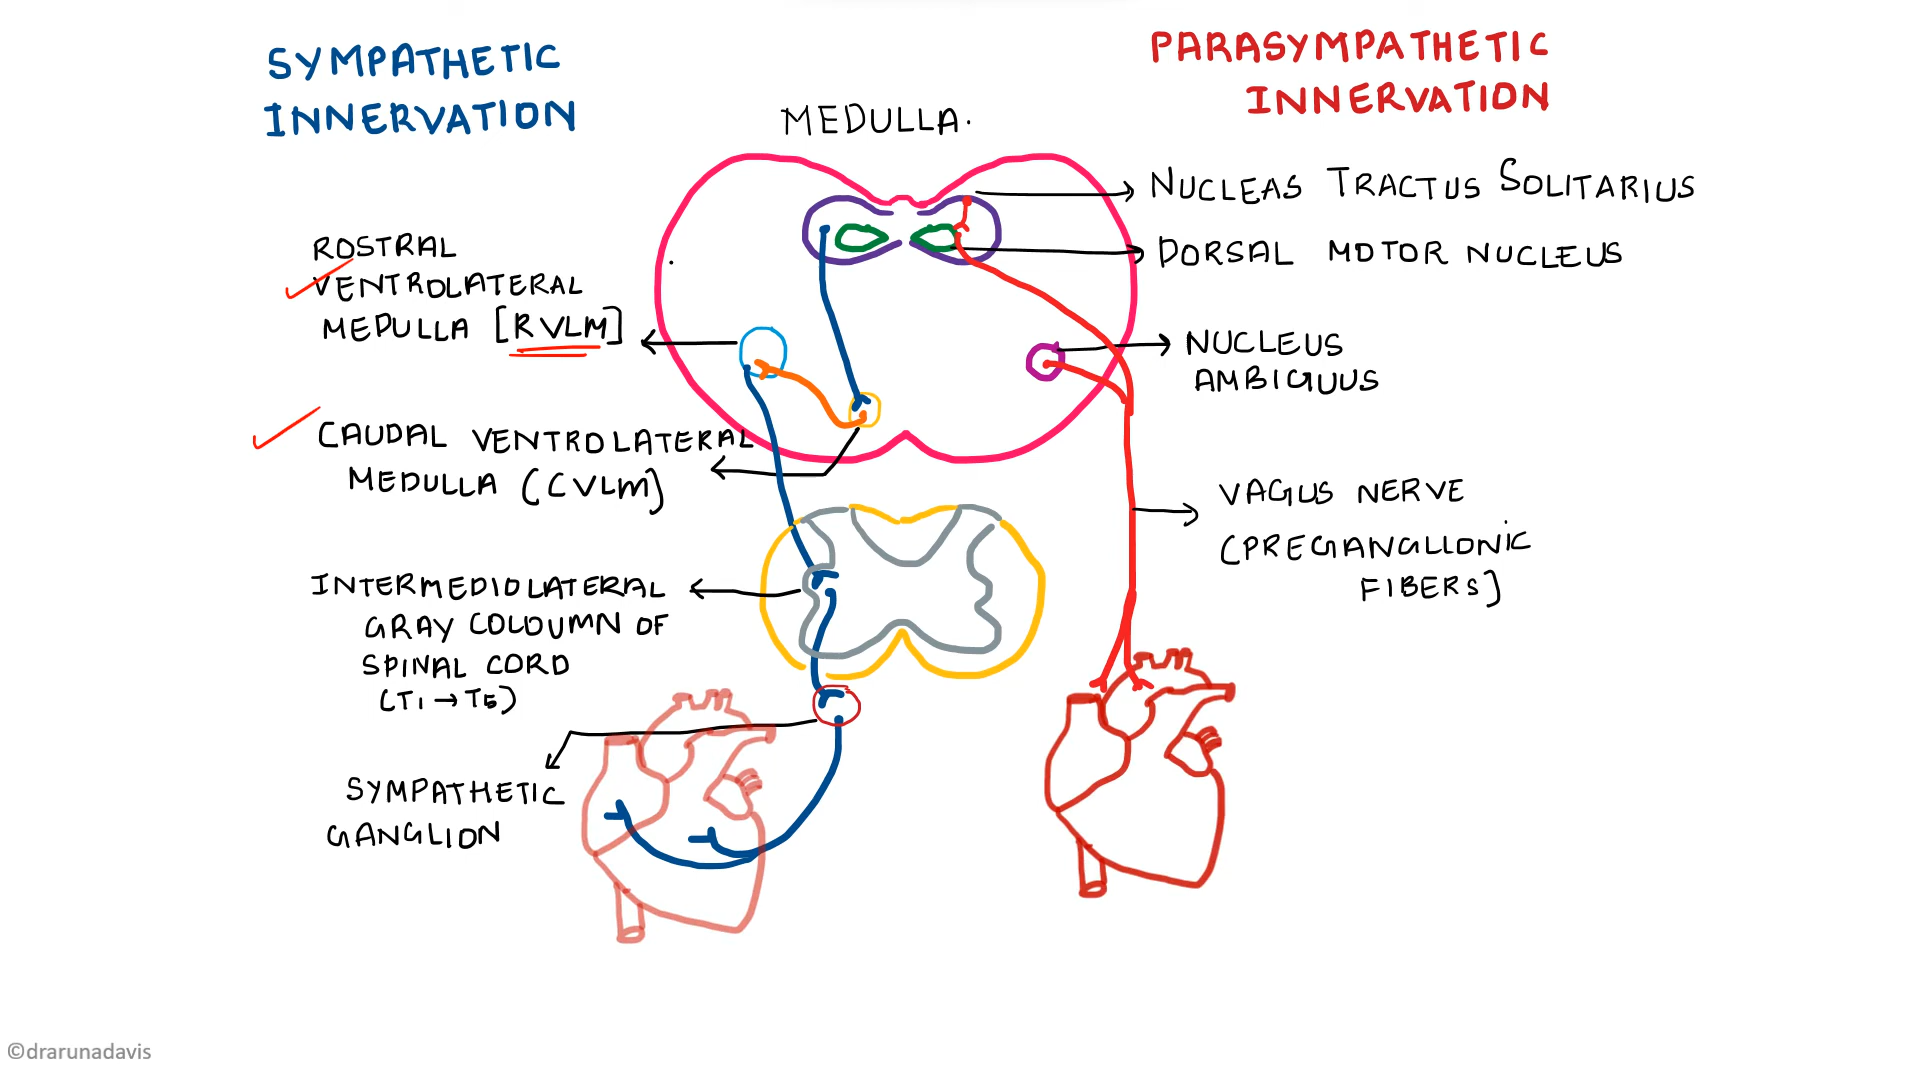 SYMPATHETIC
INNERVATION
PARASYMPATHETIC
INNERVATION
MEDULLA.
NUCLEAS TRACTUS SOLITARIUS
DORSAL MOTOR NUCLEUS
ROSTRAL
VENTROLATERAL
MEDULLA [RVLM]
NUCLEUS
AMBIGUUS
CAUDAL VENTROLATERAL
MEDULLA (CVLM)
VAGUS NERVE
(PREGANGLIONIC
FIBERS)
INTERMEDIOLATERAL
GRAY COLOUMN OF
SPINAL CORD
(T1 → T5)
SYMPATHETIC
GANGLION
©drarunadavis